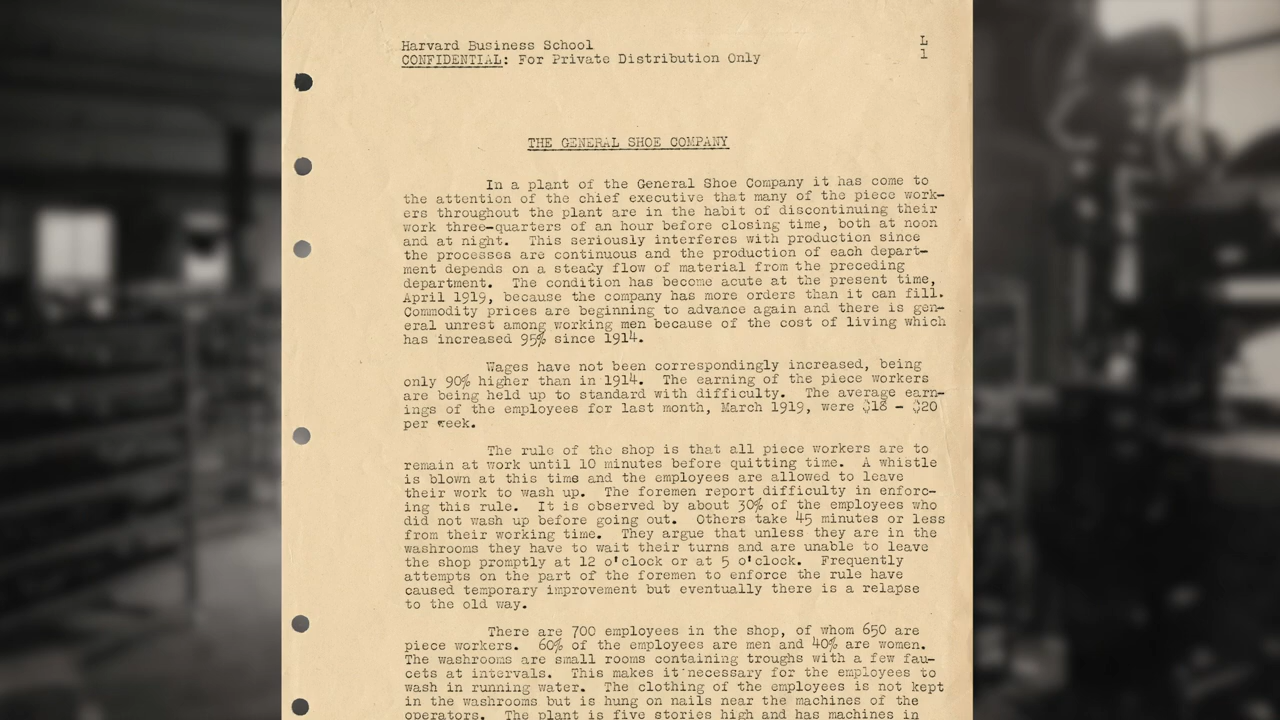 Harvard Business School
CONFIDENTIAL: For Private Distribution Only
L
1
THE GENERAL SHOE COMPANY
In a plant of the General Shoe Company it has come to
the attention of the chief executive that many of the piece work-
ers throughout the plant are in the habit of discontinuing their
work three-quarters of an hour before closing time, both at noon
and at night. This seriously interferes with production since
the processes are continuous and the production of each depart-
ment depends on a steady flow of material from the preceding
department. The condition has become acute at the present time,
April 1919, because the company has more orders than it can fill.
Commodity prices are beginning to advance again and there is gen-
eral unrest among working men because of the cost of living which
has increased 95% since 1914.
Wages have not been correspondingly increased, being
only 90% higher than in 1914. The earning of the piece workers
are being held up to standard with difficulty. The average earn-
ings of the employees for last month, March 1919, were $18 - $20
per week.
The rule of the shop is that all piece workers are to
remain at work until 10 minutes before quitting time. A whistle
is blown at this time and the employees are allowed to leave
their work to wash up. The foremen report difficulty in enforc-
ing this rule. It is observed by about 30% of the employees who
did not wash up before going out. Others take 45 minutes or less
from their working time. They argue that unless they are in the
washrooms they have to wait their turns and are unable to leave
the shop promptly at 12 o'clock or at 5 o'clock. Frequently
attempts on the part of the foremen to enforce the rule have
caused temporary improvement but eventually there is a relapse
to the old way.
There are 700 employees in the shop, of whom 650 are
piece workers. 60% of the employees are men and 40% are women.
The washrooms are small rooms containing troughs with a few fau-
cets at intervals. This makes it necessary for the employees to
wash in running water. The clothing of the employees is not kept
in the washrooms but is hung on nails near the machines of the
operators. The plant is five stories high and has machines in